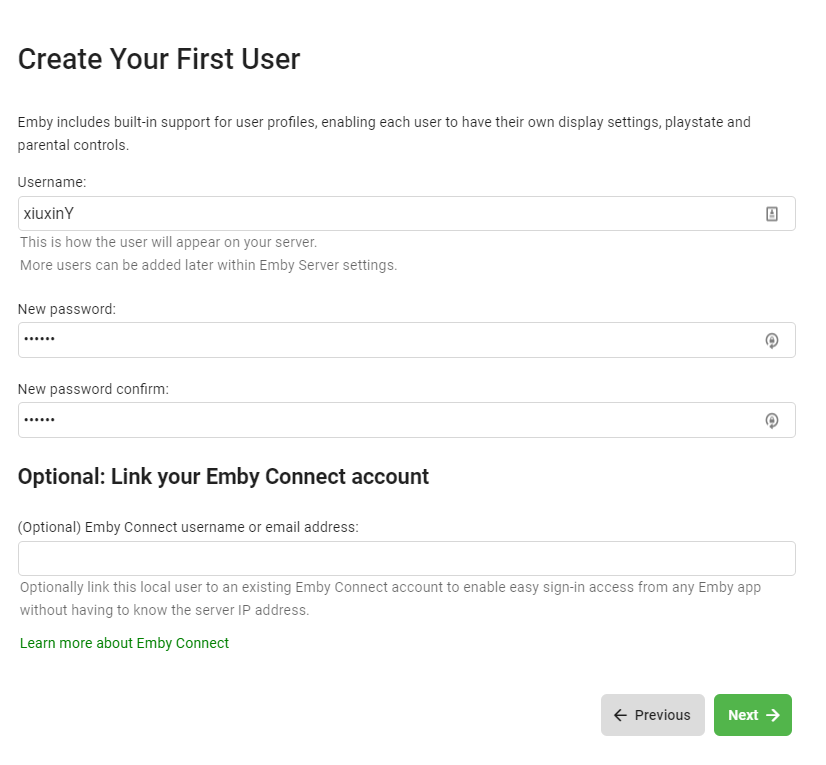 Create Your First User
Emby includes built-in support for user profiles, enabling each user to have their own display settings, playstate and
parental controls.
Username:
xiuxinY
This is how the user will appear on your server.
More users can be added later within Emby Server settings.
New password:
••••••
New password confirm:
••••••
Optional: Link your Emby Connect account
(Optional) Emby Connect username or email address:
Optionally link this local user to an existing Emby Connect account to enable easy sign-in access from any Emby app
without having to know the server IP address.
Learn more about Emby Connect
← Previous
Next →